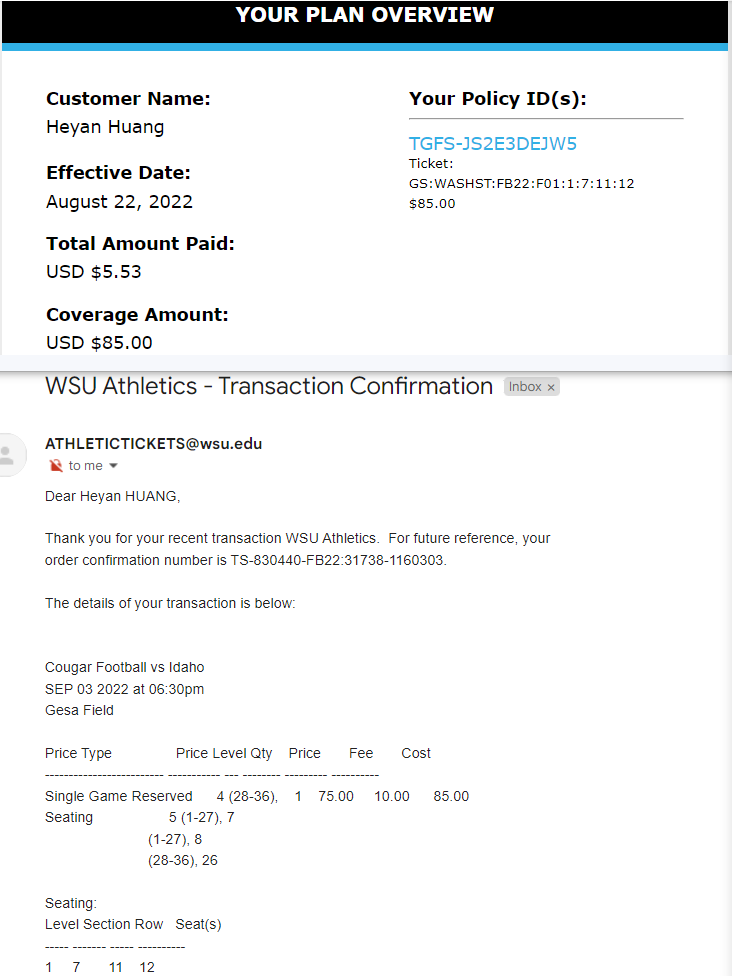 YOUR PLAN OVERVIEW
Customer Name:
Heyan Huang
Effective Date:
August 22, 2022
Total Amount Paid:
USD $5.53
Coverage Amount:
USD $85.00
Your Policy ID(s):
TGFS-JS2E3DEJW5
Ticket:
GS:WASHST:FB22:F01:1:7:11:12
$85.00
WSU Athletics - Transaction Confirmation Inbox ×
ATHLETICTICKETS@wsu.edu
to me
Dear Heyan HUANG,
Thank you for your recent transaction WSU Athletics.  For future reference, your
order confirmation number is TS-830440-FB22:31738-1160303.
The details of your transaction is below:
Cougar Football vs Idaho
SEP 03 2022 at 06:30pm
Gesa Field
Price Type Price Level Qty Price Fee Cost
------------------------- ----------- --- -------- --------- ----------
Single Game Reserved 4 (28-36), 1 75.00 10.00 85.00
Seating 5 (1-27), 7
(1-27), 8
(28-36), 26
Seating:
Level Section Row Seat(s)
----- ------- ----- ----------
1 7 11 12